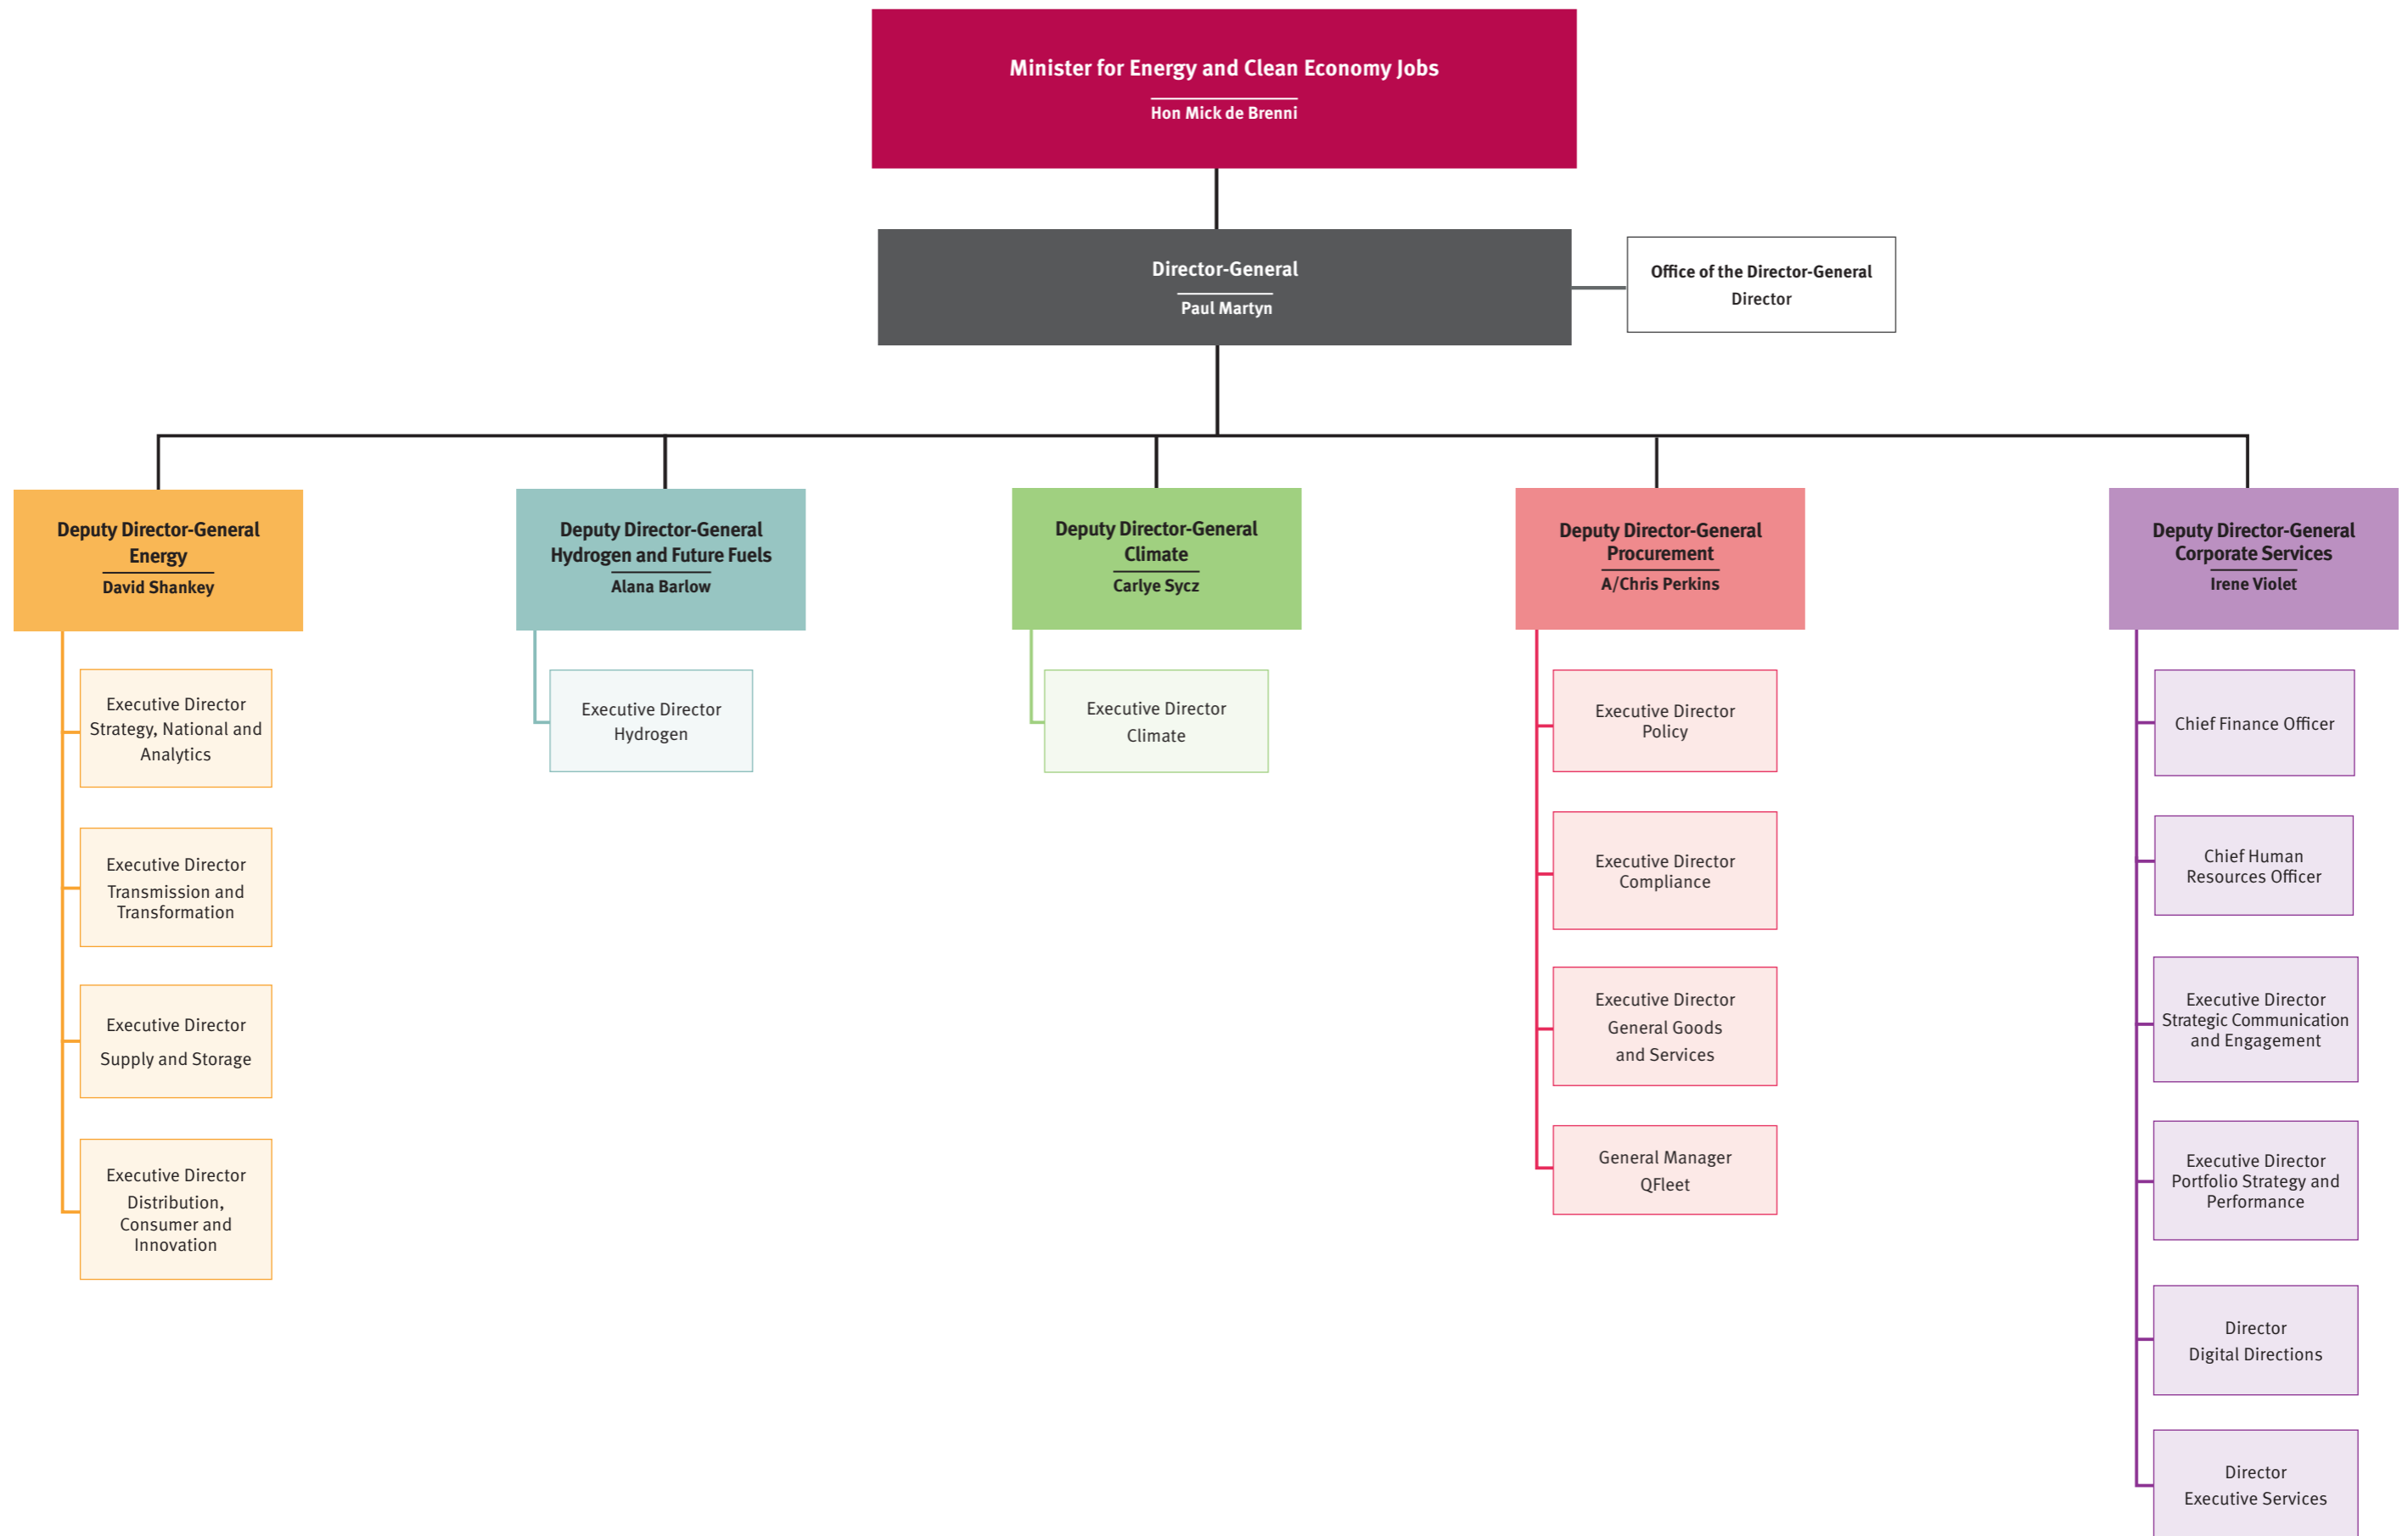 Minister for Energy and Clean Economy Jobs
Hon Mick de Brenni
Director-General
Paul Martyn
Office of the Director-General
Director
Deputy Director-General
Energy
David Shankey
Executive Director
Strategy, National and
Analytics
Executive Director
Transmission and
Transformation
Executive Director
Supply and Storage
Executive Director
Distribution,
Consumer and
Innovation
Deputy Director-General
Hydrogen and Future Fuels
Alana Barlow
Executive Director
Hydrogen
Deputy Director-General
Climate
Carlye Sycz
Executive Director
Climate
Deputy Director-General
Procurement
A/Chris Perkins
Executive Director
Policy
Executive Director
Compliance
Executive Director
General Goods
and Services
General Manager
QFleet
Deputy Director-General
Corporate Services
Irene Violet
Chief Finance Officer
Chief Human
Resources Officer
Executive Director
Strategic Communication
and Engagement
Executive Director
Portfolio Strategy and
Performance
Director
Digital Directions
Director
Executive Services